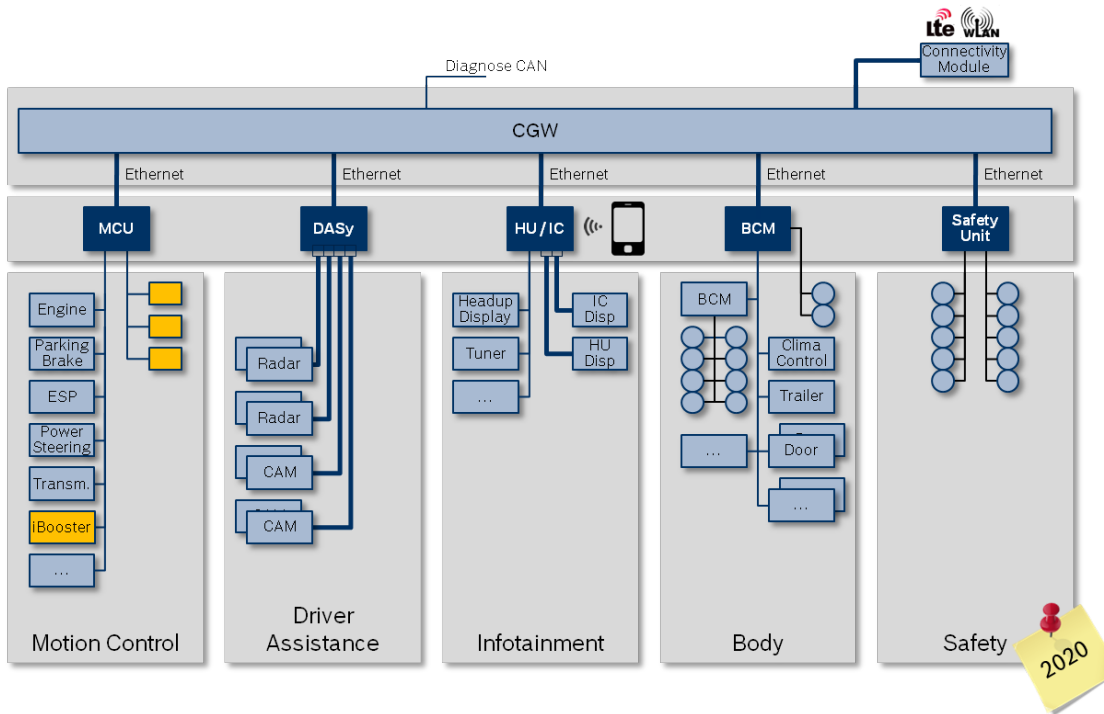 Lte WLAN
Connectivity
Module
Diagnose CAN
CGW
Ethernet
Ethernet
Ethernet
Ethernet
Ethernet
MCU
DASy
HU / IC
BCM
Safety
Unit
Engine
Parking
Brake
ESP
Power
Steering
Transm.
iBooster
...
Motion Control
Radar
Radar
CAM
CAM
Driver
Assistance
Headup
Display
Tuner
...
IC
Disp
HU
Disp
Infotainment
BCM
...
Clima
Control
Trailer
Door
...
Body
Safety
2020